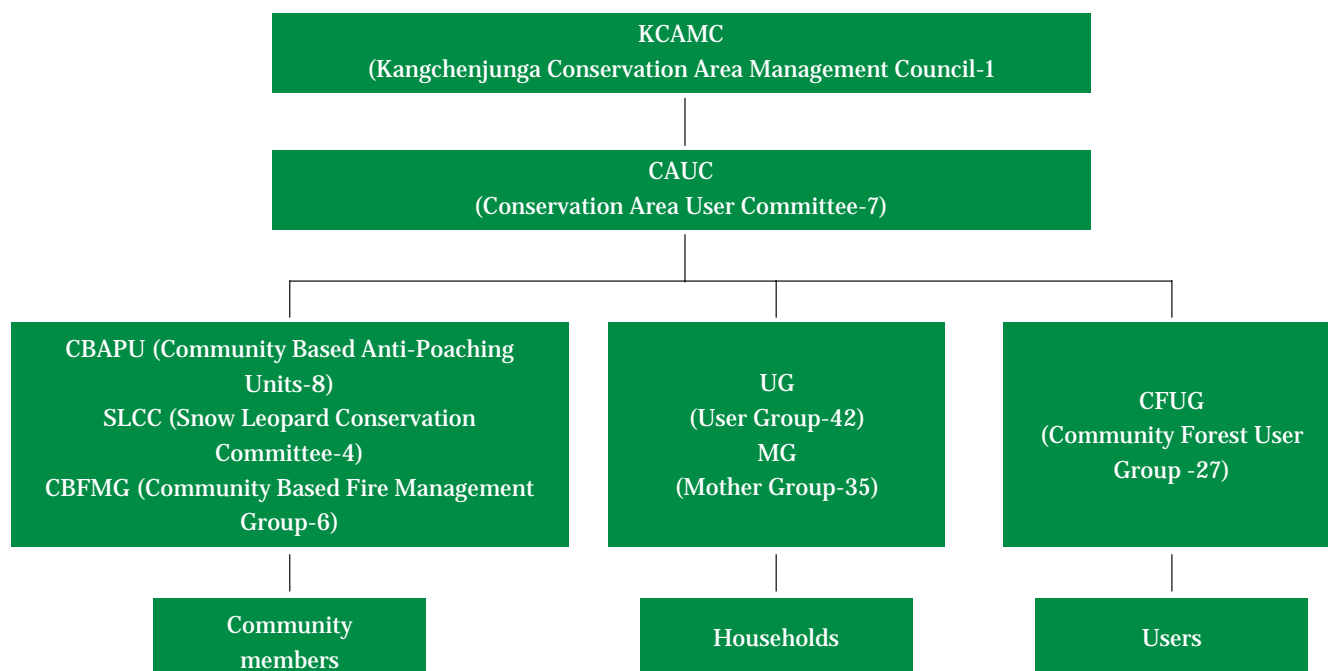 KCAMC
(Kangchenjunga Conservation Area Management Council-1
CAUC
(Conservation Area User Committee-7)
CBAPU (Community Based Anti-Poaching
Units-8)
SLCC (Snow Leopard Conservation
Committee-4)
CBFMG (Community Based Fire Management
Group-6)
UG
(User Group-42)
MG
(Mother Group-35)
CFUG
(Community Forest User
Group -27)
Community
members
Households
Users